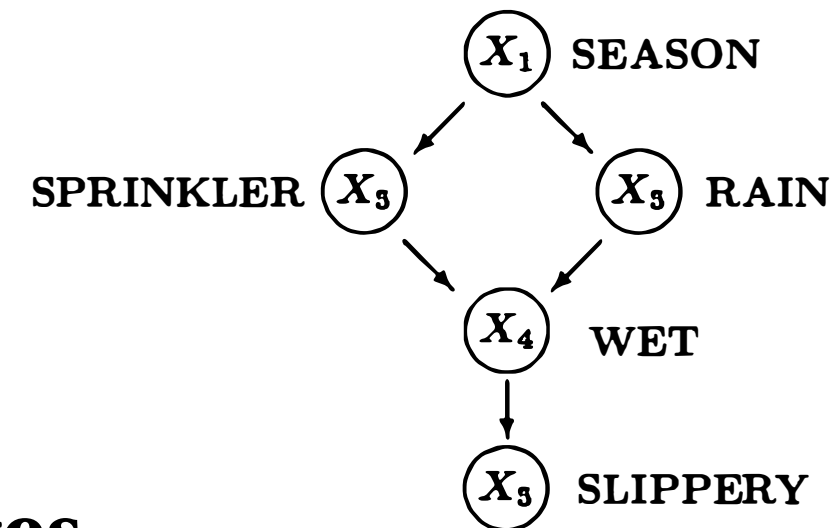 X₁ SEASON
SPRINKLER X₃ X₃ RAIN
X₄ WET
X₃ SLIPPERY